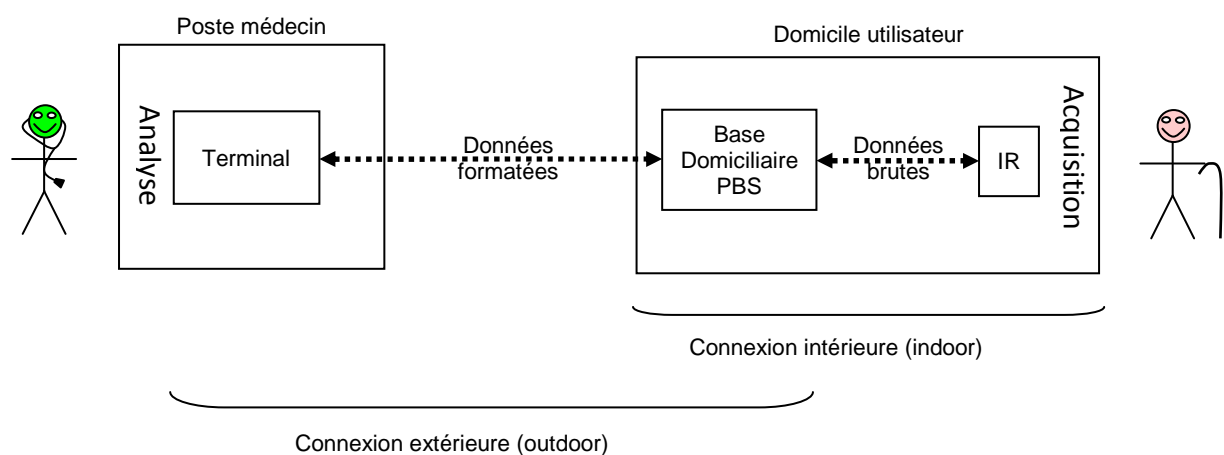 Poste médecin
Domicile utilisateur
Analyse
Terminal
Données
formatées
Base
Domiciliaire
PBS
Données
brutes
IR
Acquisition
Connexion intérieure (indoor)
Connexion extérieure (outdoor)